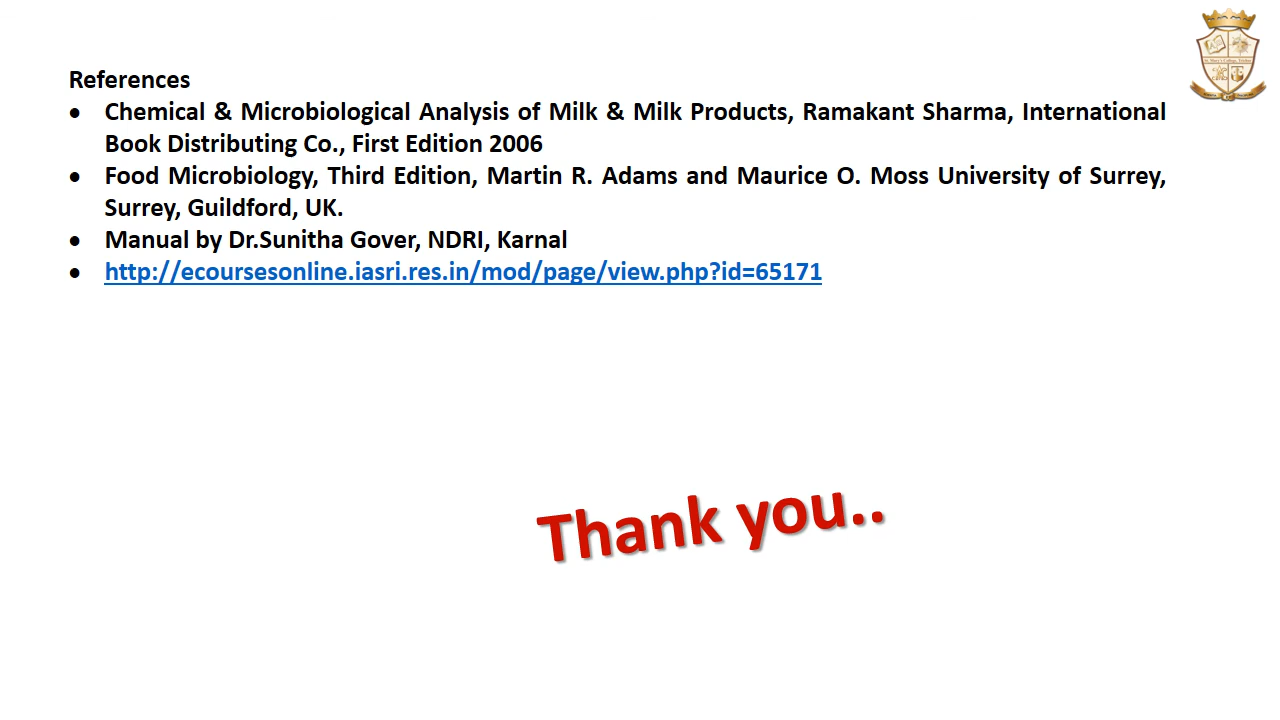 References
• Chemical & Microbiological Analysis of Milk & Milk Products, Ramakant Sharma, International
Book Distributing Co., First Edition 2006
• Food Microbiology, Third Edition, Martin R. Adams and Maurice O. Moss University of Surrey,
Surrey, Guildford, UK.
• Manual by Dr.Sunitha Gover, NDRI, Karnal
• http://ecoursesonline.iasri.res.in/mod/page/view.php?id=65171
Thank you..